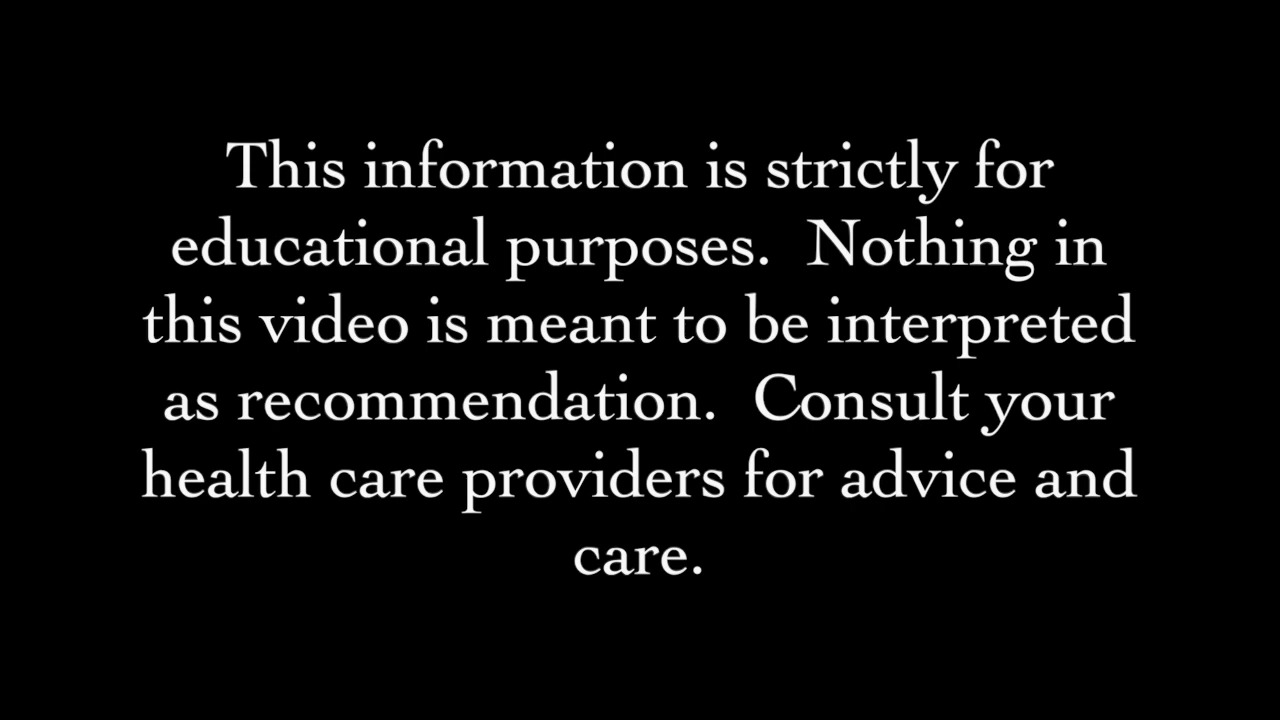 This information is strictly for
educational purposes.  Nothing in
this video is meant to be interpreted
as recommendation.  Consult your
health care providers for advice and
care.